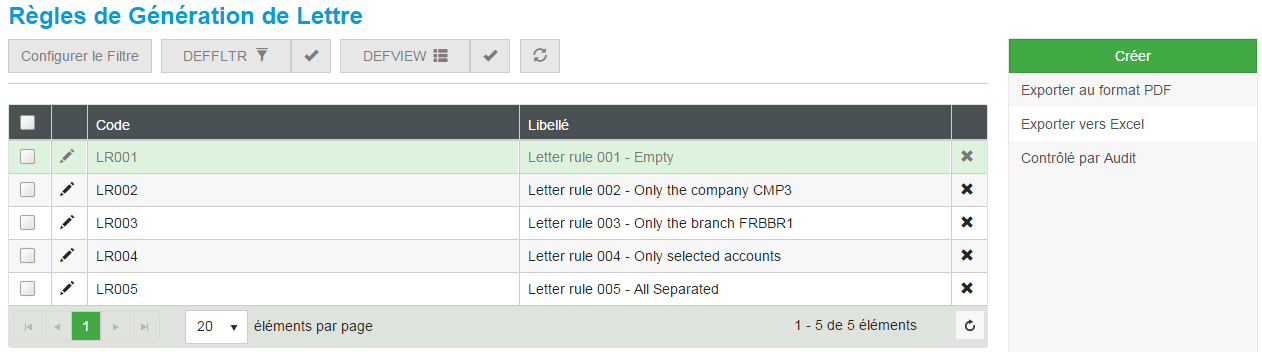 Règles de Génération de Lettre
Configurer le Filtre DEFFLTR DEFVIEW
Créer
Exporter au format PDF
Exporter vers Excel
Contrôlé par Audit
Code Libellé
LR001 Letter rule 001 - Empty
LR002 Letter rule 002 - Only the company CMP3
LR003 Letter rule 003 - Only the branch FRBBR1
LR004 Letter rule 004 - Only selected accounts
LR005 Letter rule 005 - All Separated
1 20 éléments par page 1 - 5 de 5 éléments